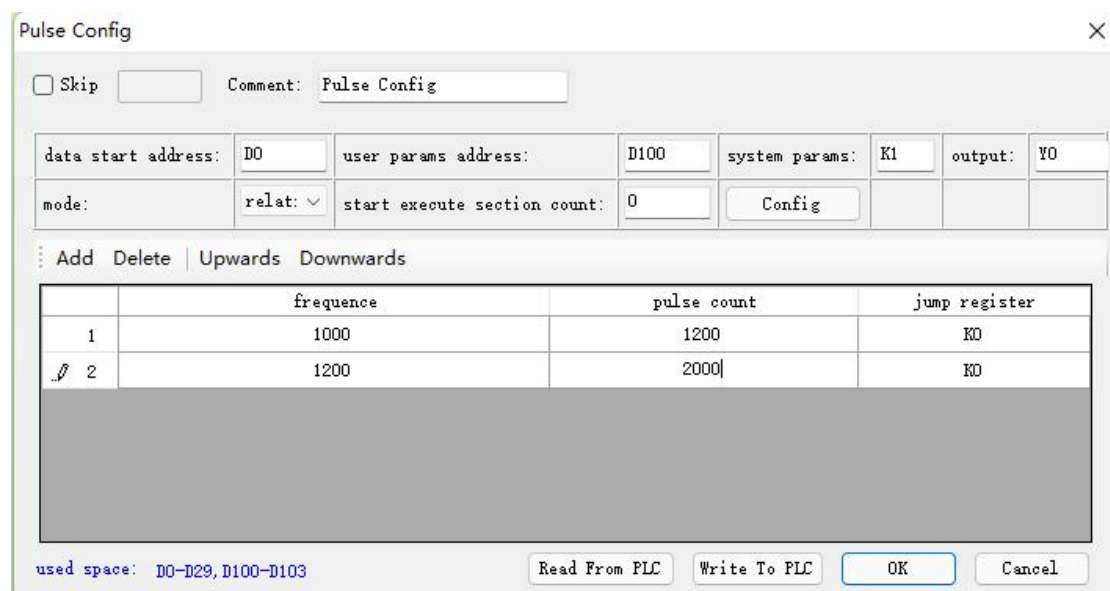 Pulse Config
Skip Comment: Pulse Config
data start address: D0 user params address: D100 system params: K1 output: Y0
mode: relat: start execute section count: 0 Config
Add Delete Upwards Downwards
frequence pulse count jump register
1 1000 1200 K0
2 1200 2000 K0
used space: D0-D29,D100-D103 Read From PLC Write To PLC OK Cancel